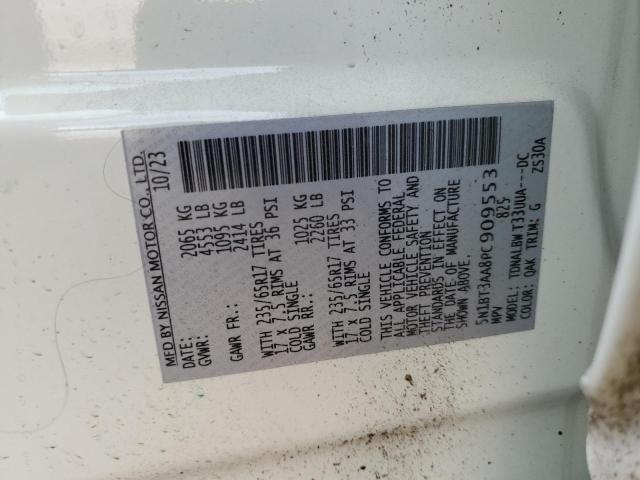 MFD BY NISSAN MOTOR CO., LTD.
DATE: 10/23
GVWR: 2065 KG
4553 LB
GAWR FR.: 1095 KG
2414 LB
WITH 235/65R17 TIRES
17 x 7.5 RIMS AT 36 PSI
COLD SINGLE
GAWR RR.: 1025 KG
2260 LB
WITH 235/65R17 TIRES
17 x 7.5 RIMS AT 33 PSI
COLD SINGLE
THIS VEHICLE CONFORMS TO
ALL APPLICABLE FEDERAL
MOTOR VEHICLE SAFETY AND
THEFT PREVENTION
STANDARDS IN EFFECT ON
THE DATE OF MANUFACTURE
SHOWN ABOVE.
5N1BT3AA8PC909553
MPV 825
MODEL: TDWALBW T33UUA---DC
COLOR: QAK TRIM: G ZS30A